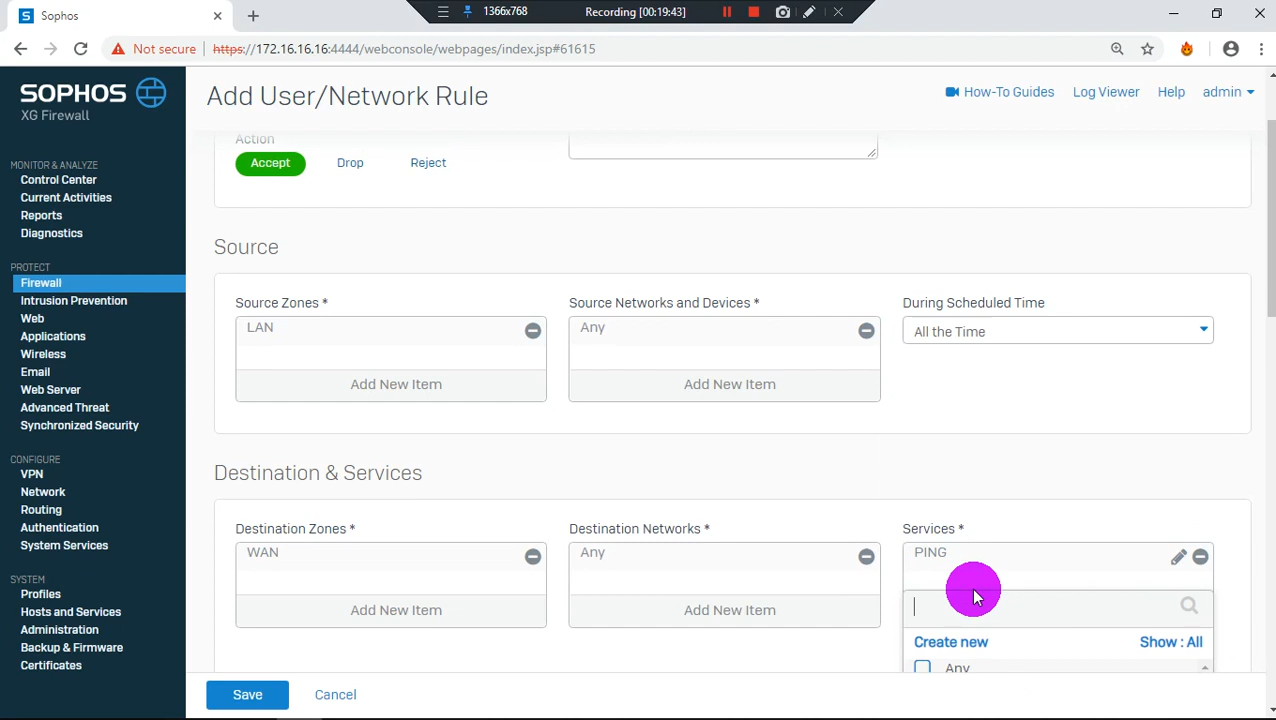 Sophos
1366x768
Recording [00:19:43]
Not secure
https://172.16.16.16:4444/webconsole/webpages/index.jsp#61615
SOPHOS
XG Firewall
Add User/Network Rule
How-To Guides
Log Viewer
Help
admin
MONITOR & ANALYZE
Control Center
Current Activities
Reports
Diagnostics
PROTECT
Firewall
Intrusion Prevention
Web
Applications
Wireless
Email
Web Server
Advanced Threat
Synchronized Security
CONFIGURE
VPN
Network
Routing
Authentication
System Services
SYSTEM
Profiles
Hosts and Services
Administration
Backup & Firmware
Certificates
Action
Accept
Drop
Reject
Source
Source Zones *
LAN
Add New Item
Source Networks and Devices *
Any
Add New Item
During Scheduled Time
All the Time
Destination & Services
Destination Zones *
WAN
Add New Item
Destination Networks *
Any
Add New Item
Services *
PING
Create new
Show : All
Any
Save
Cancel